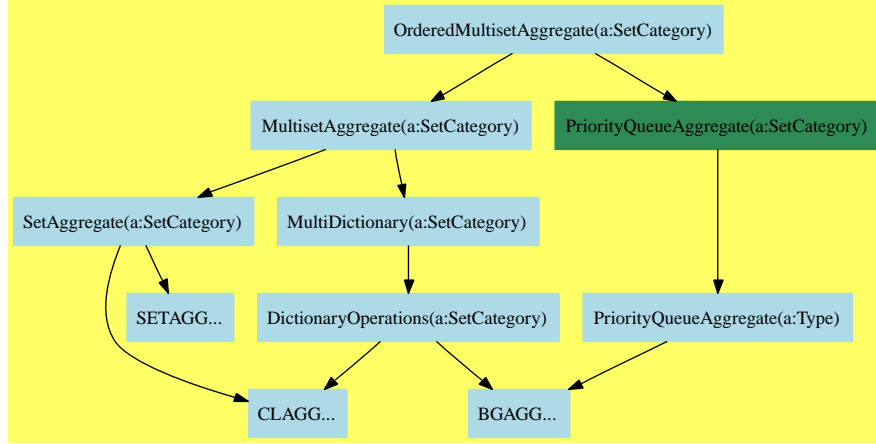 OrderedMultisetAggregate(a:SetCategory)
MultisetAggregate(a:SetCategory)
PriorityQueueAggregate(a:SetCategory)
SetAggregate(a:SetCategory)
MultiDictionary(a:SetCategory)
SETAGG...
DictionaryOperations(a:SetCategory)
PriorityQueueAggregate(a:Type)
CLAGG...
BGAGG...